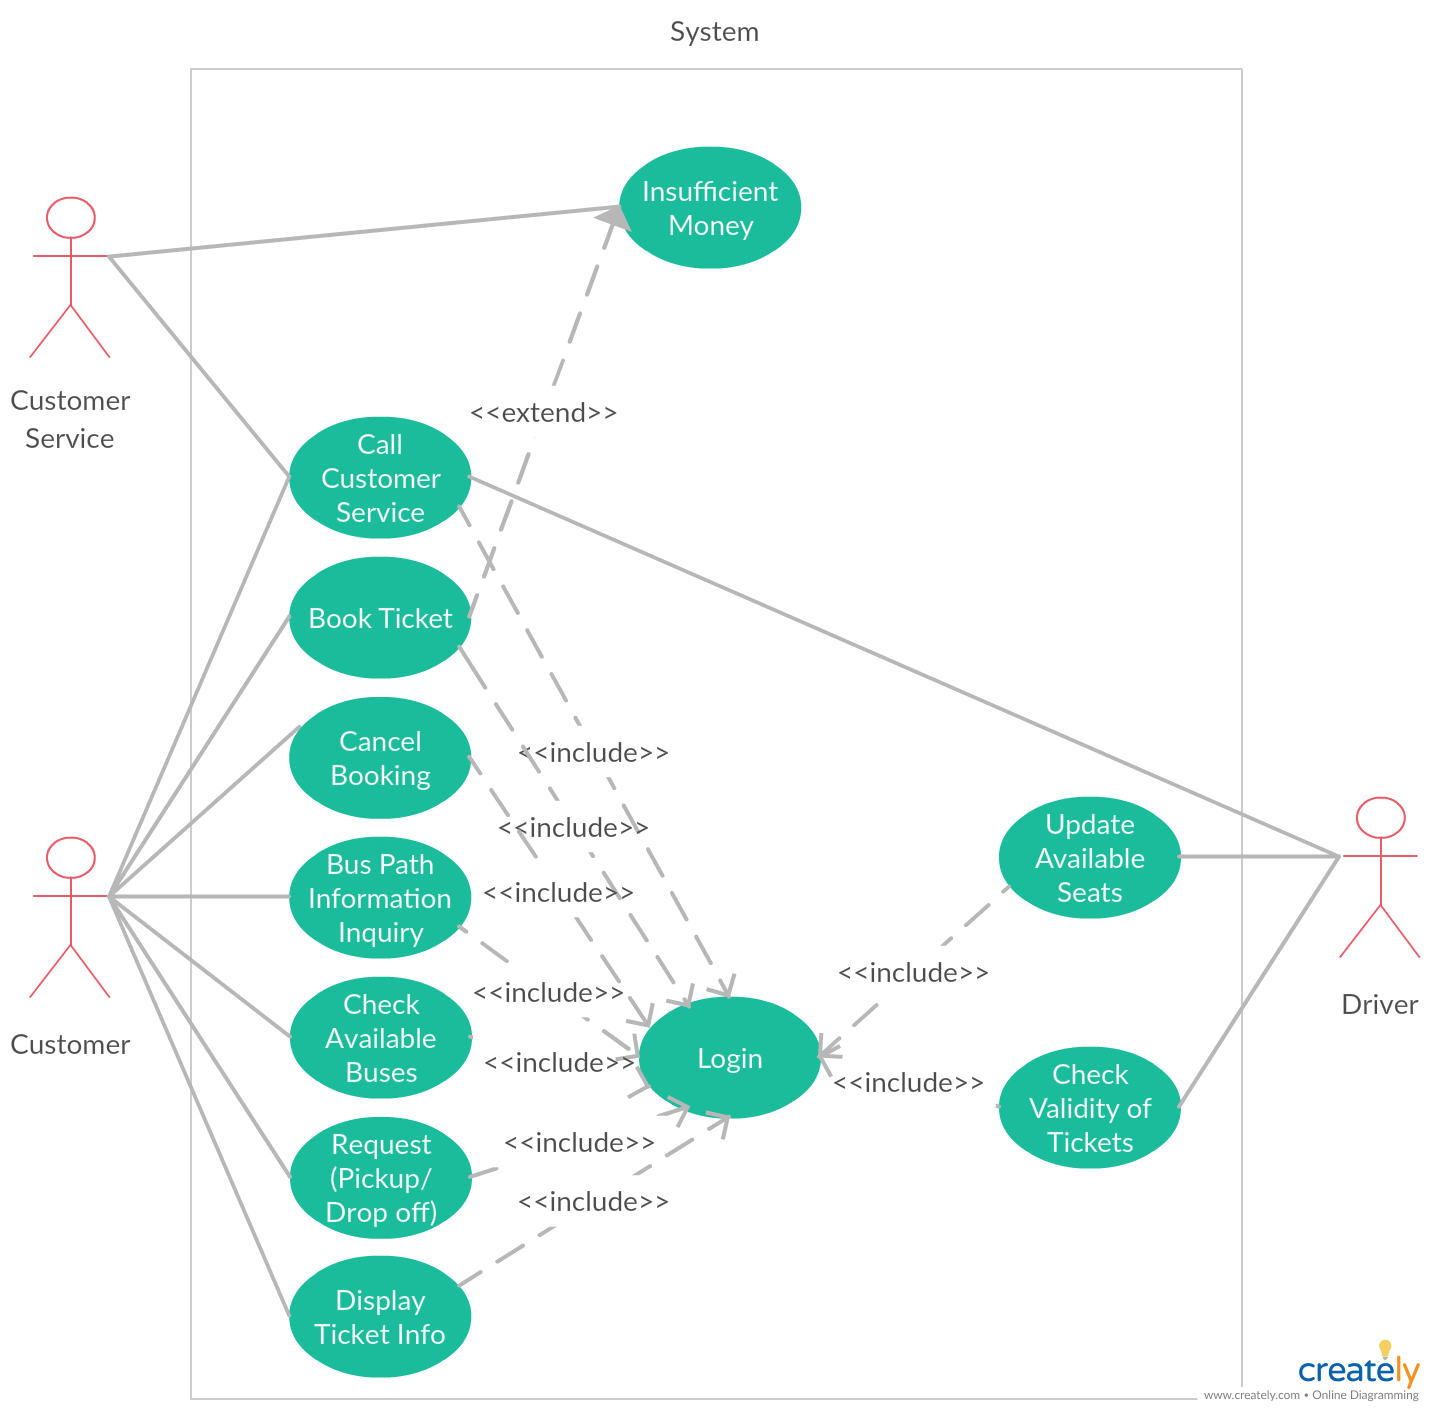 System
Insufficient
Money
Customer
Service
<<extend>>
Call
Customer
Service
Book Ticket
<<include>>
Cancel
Booking
<<include>>
Update
Available
Seats
Bus Path
Information
Inquiry
<<include>>
<<include>>
<<include>>
Customer
Check
Available
Buses
<<include>>
Login
<<include>>
Driver
Check
Validity of
Tickets
Request
(Pickup/
Drop off)
<<include>>
<<include>>
Display
Ticket Info
creately
www.creately.com • Online Diagramming